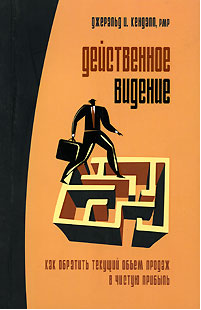 ДЖЕРАЛЬД И. КЕНДАЛЛ, PMP
ДЕЙСТВЕННОЕ
ВИДЕНИЕ
КАК ОБРАТИТЬ ТЕКУЩИЙ ОБЪЕМ ПРОДАЖ
В ЧИСТУЮ ПРИБЫЛЬ